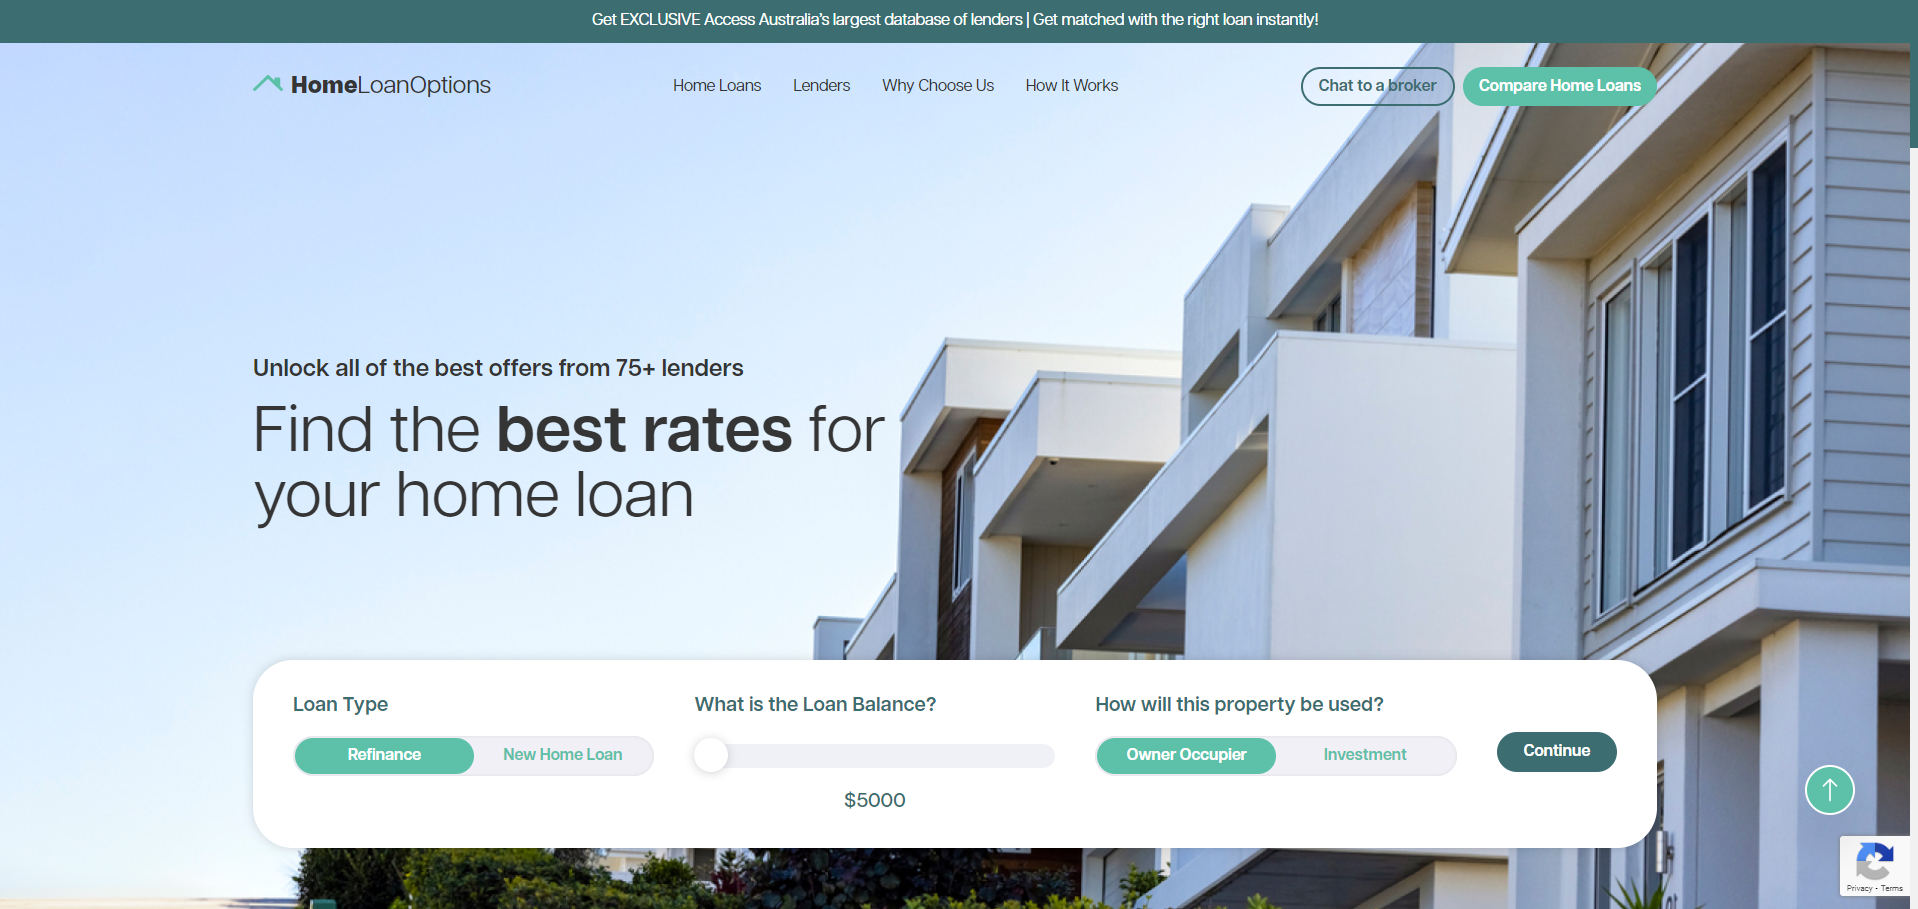 Get EXCLUSIVE Access Australia's largest database of lenders | Get matched with the right loan instantly!
HomeLoanOptions
Home Loans
Lenders
Why Choose Us
How It Works
Chat to a broker
Compare Home Loans
Unlock all of the best offers from 75+ lenders
Find the best rates for
your home loan
Loan Type
Refinance
New Home Loan
What is the Loan Balance?
$5000
How will this property be used?
Owner Occupier
Investment
Continue
Privacy - Terms